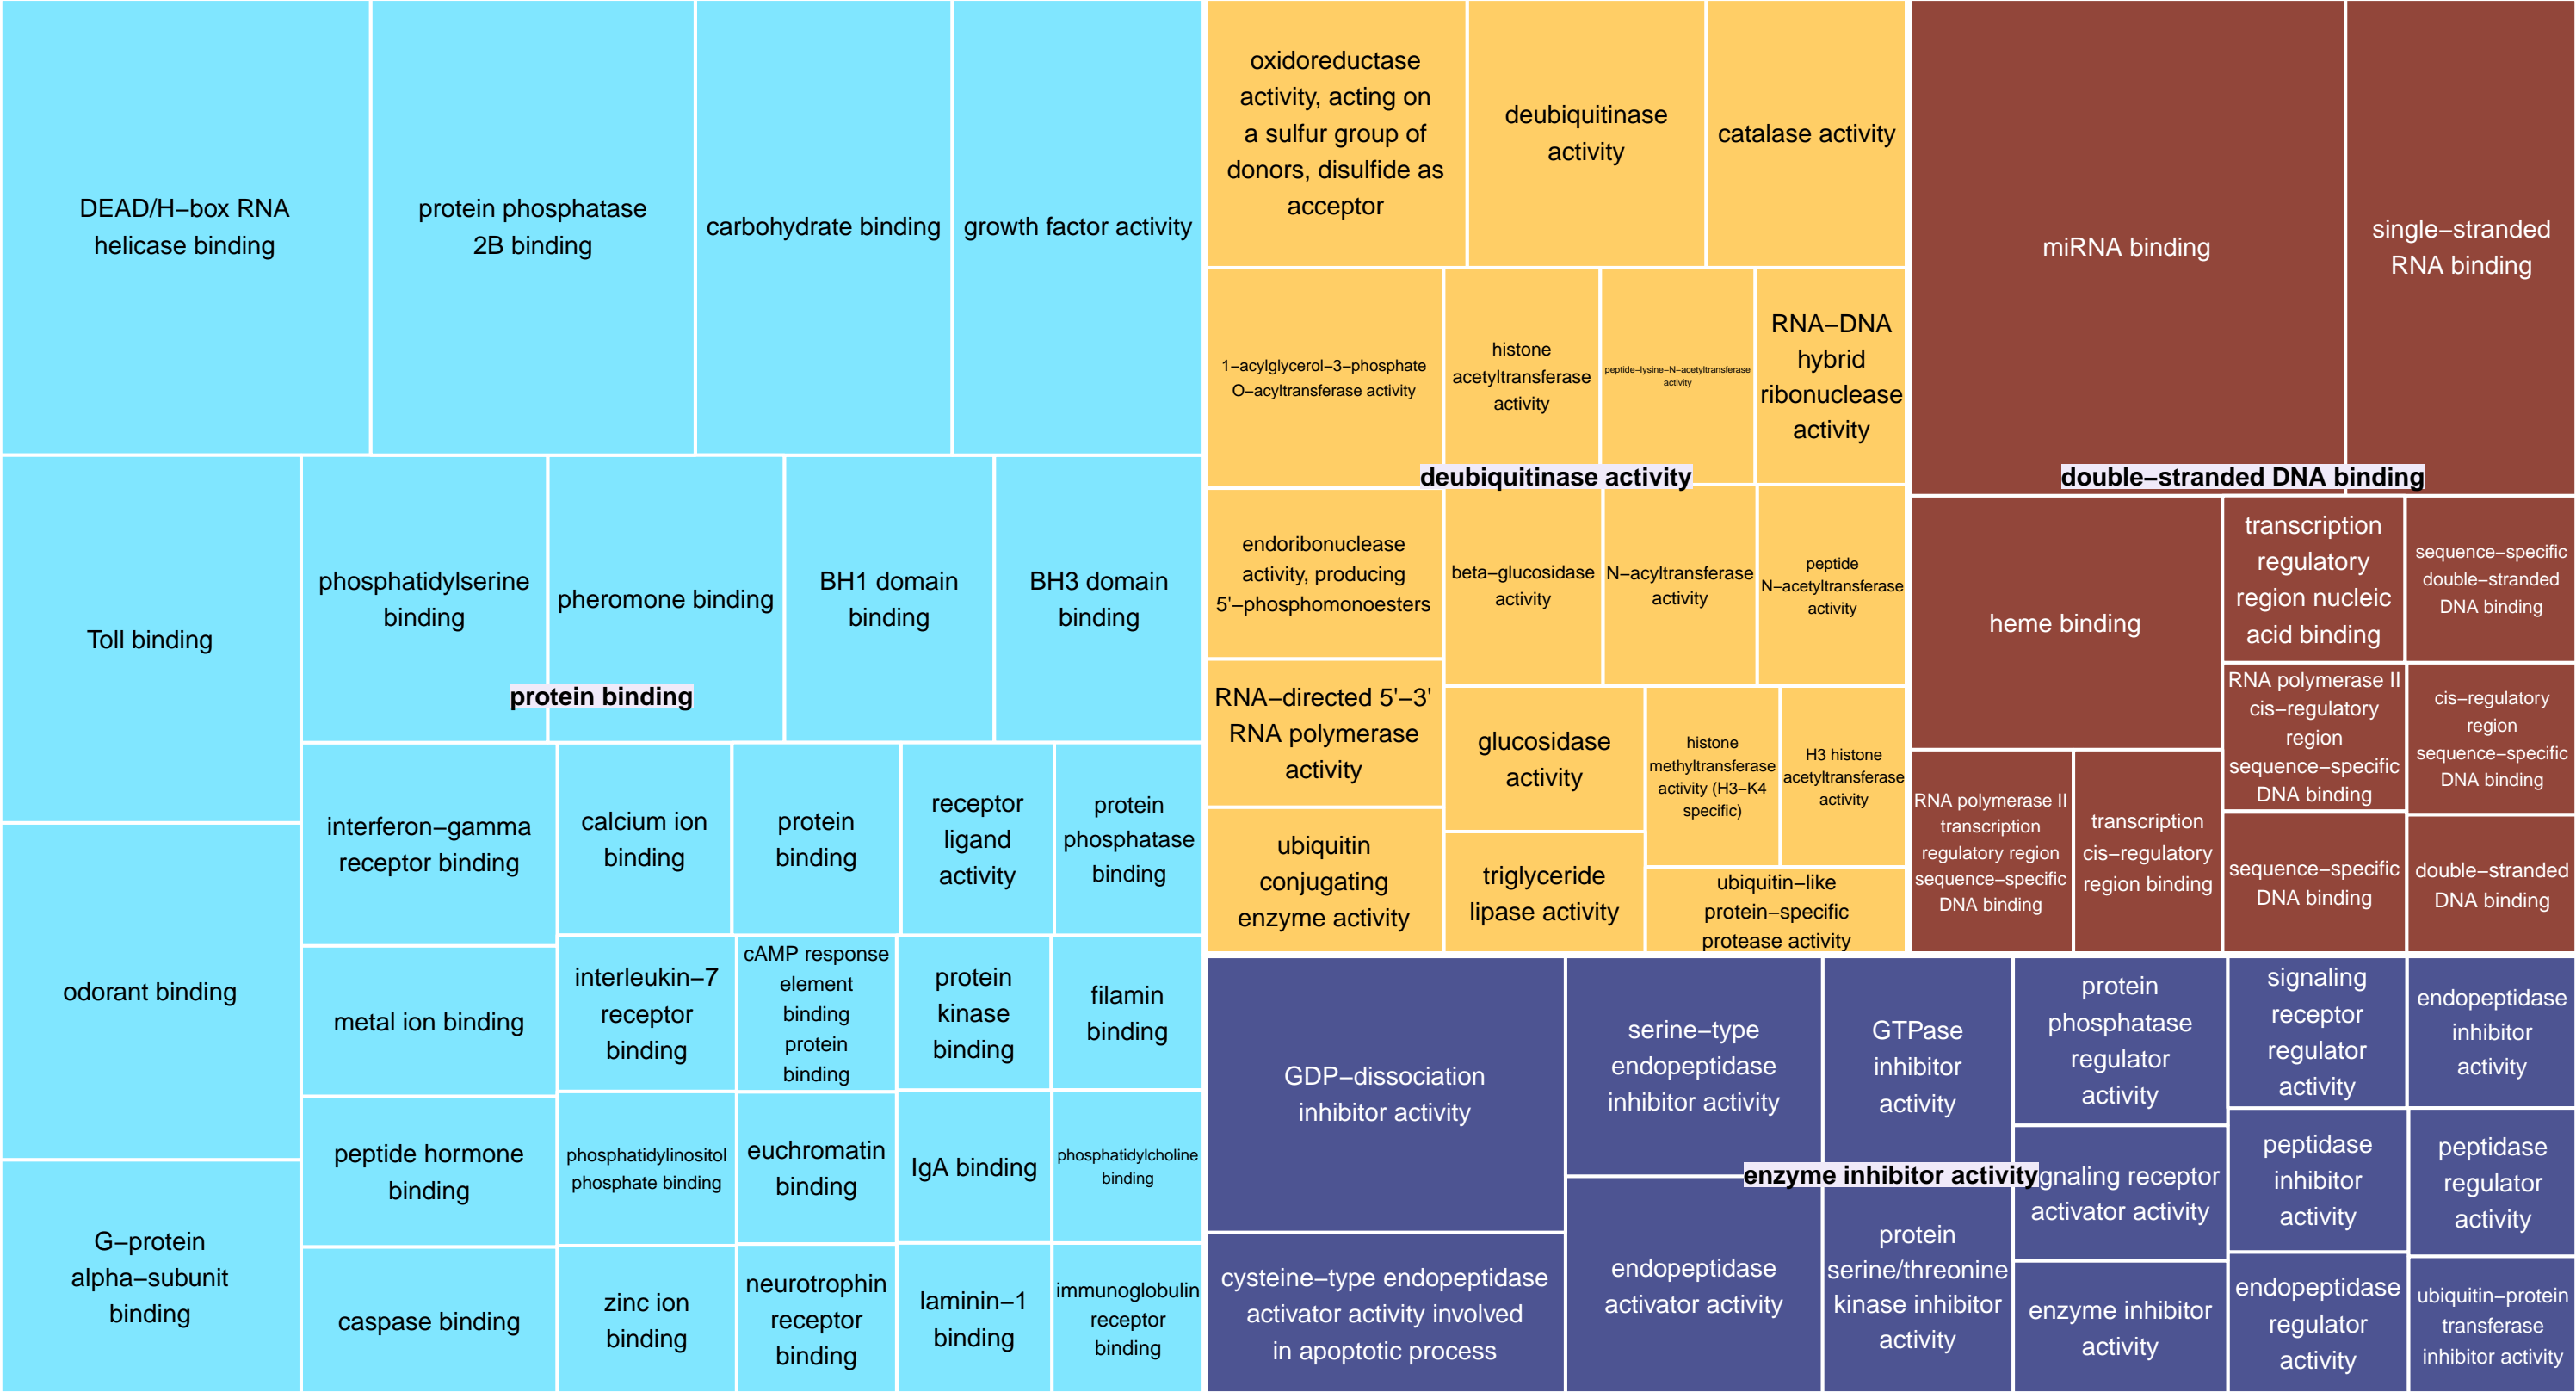 DEAD/H−box RNA
helicase binding
protein phosphatase
2B binding
carbohydrate binding
growth factor activity
Toll binding
phosphatidylserine
binding
pheromone binding
BH1 domain
binding
BH3 domain
binding
protein binding
odorant binding
G−protein
alpha−subunit
binding
interferon−gamma
receptor binding
calcium ion
binding
protein
binding
receptor
ligand
activity
protein
phosphatase
binding
metal ion binding
interleukin−7
receptor
binding
cAMP response
element
binding
protein
binding
protein
kinase
binding
filamin
binding
peptide hormone
binding
phosphatidylinositol
phosphate binding
euchromatin
binding
IgA binding
phosphatidylcholine
binding
caspase binding
zinc ion
binding
neurotrophin
receptor
binding
laminin−1
binding
immunoglobulin
receptor
binding
oxidoreductase
activity, acting on
a sulfur group of
donors, disulfide as
acceptor
deubiquitinase
activity
catalase activity
1−acylglycerol−3−phosphate
O−acyltransferase activity
histone
acetyltransferase
activity
peptide−lysine−N−acetyltransferase
activity
RNA−DNA
hybrid
ribonuclease
activity
deubiquitinase activity
endoribonuclease
activity, producing
5'−phosphomonoesters
beta−glucosidase
activity
N−acyltransferase
activity
peptide
N−acetyltransferase
activity
RNA−directed 5'−3'
RNA polymerase
activity
glucosidase
activity
histone
methyltransferase
activity (H3−K4
specific)
H3 histone
acetyltransferase
activity
ubiquitin
conjugating
enzyme activity
triglyceride
lipase activity
ubiquitin−like
protein−specific
protease activity
miRNA binding
single−stranded
RNA binding
double−stranded DNA binding
heme binding
transcription
regulatory
region nucleic
acid binding
sequence−specific
double−stranded
DNA binding
RNA polymerase II
cis−regulatory
region
sequence−specific
DNA binding
cis−regulatory
region
sequence−specific
DNA binding
RNA polymerase II
transcription
regulatory region
sequence−specific
DNA binding
transcription
cis−regulatory
region binding
sequence−specific
DNA binding
double−stranded
DNA binding
GDP−dissociation
inhibitor activity
serine−type
endopeptidase
inhibitor activity
GTPase
inhibitor
activity
protein
phosphatase
regulator
activity
signaling
receptor
regulator
activity
endopeptidase
inhibitor
activity
enzyme inhibitor activity
gnaling receptor
activator activity
peptidase
inhibitor
activity
peptidase
regulator
activity
cysteine−type endopeptidase
activator activity involved
in apoptotic process
endopeptidase
activator activity
protein
serine/threonine
kinase inhibitor
activity
enzyme inhibitor
activity
endopeptidase
regulator
activity
ubiquitin−protein
transferase
inhibitor activity